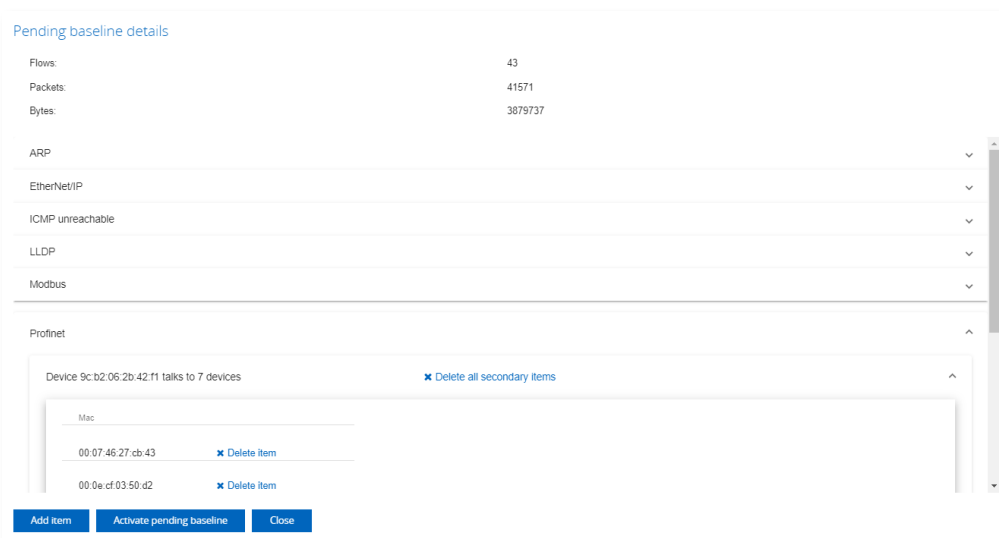 Pending baseline details
Flows: 43
Packets: 41571
Bytes: 3879737
ARP
EtherNet/IP
ICMP unreachable
LLDP
Modbus
Profinet
Device 9c:b2:06:2b:42:f1 talks to 7 devices ✖ Delete all secondary items
Mac
00:07:46:27:cb:43 ✖ Delete item
00:0e:cf:03:50:d2 ✖ Delete item
Add item Activate pending baseline Close